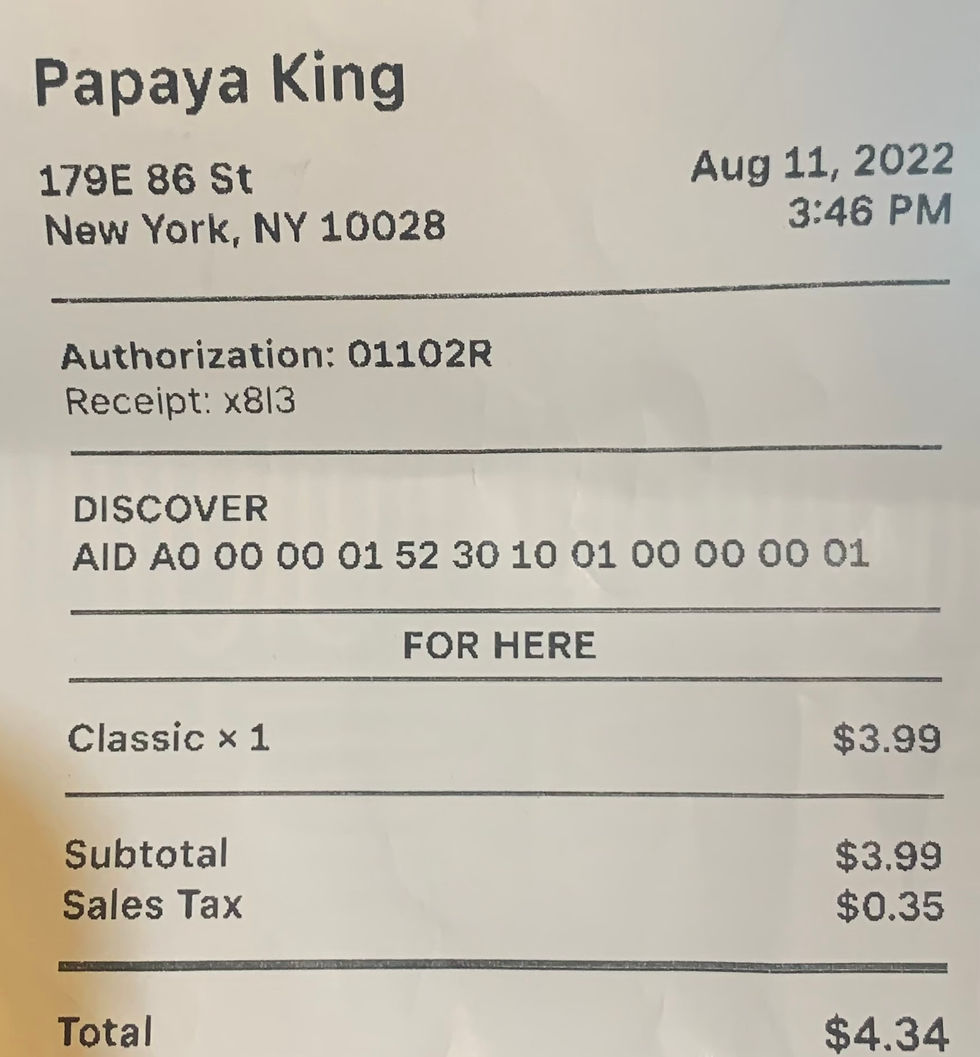 Papaya King
179E 86 St
New York, NY 10028
Aug 11, 2022
3:46 PM
Authorization: 01102R
Receipt: x8I3
DISCOVER
AID A0 00 00 01 52 30 10 01 00 00 00 01
FOR HERE
Classic × 1 $3.99
Subtotal $3.99
Sales Tax $0.35
Total $4.34